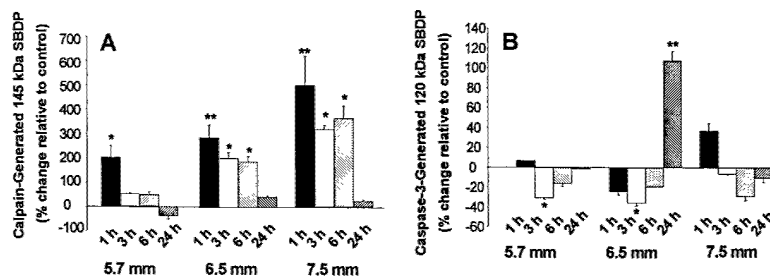 A
Calpain-Generated 145 kDa SBDP
(% change relative to control)
700
600
500
400
300
200
100
0
-100
*
**
*
*
**
*
*
1 h 3 h 6 h 24 h
1 h 3 h 6 h 24 h
1 h 3 h 6 h 24 h
5.7 mm 6.5 mm 7.5 mm
B
Caspase-3-Generated 120 kDa SBDP
(% change relative to control)
140
120
100
80
60
40
20
0
-20
-40
-60
*
*
**
1 h 3 h 6 h 24 h
1 h 3 h 6 h 24 h
1 h 3 h 6 h 24 h
5.7 mm 6.5 mm 7.5 mm